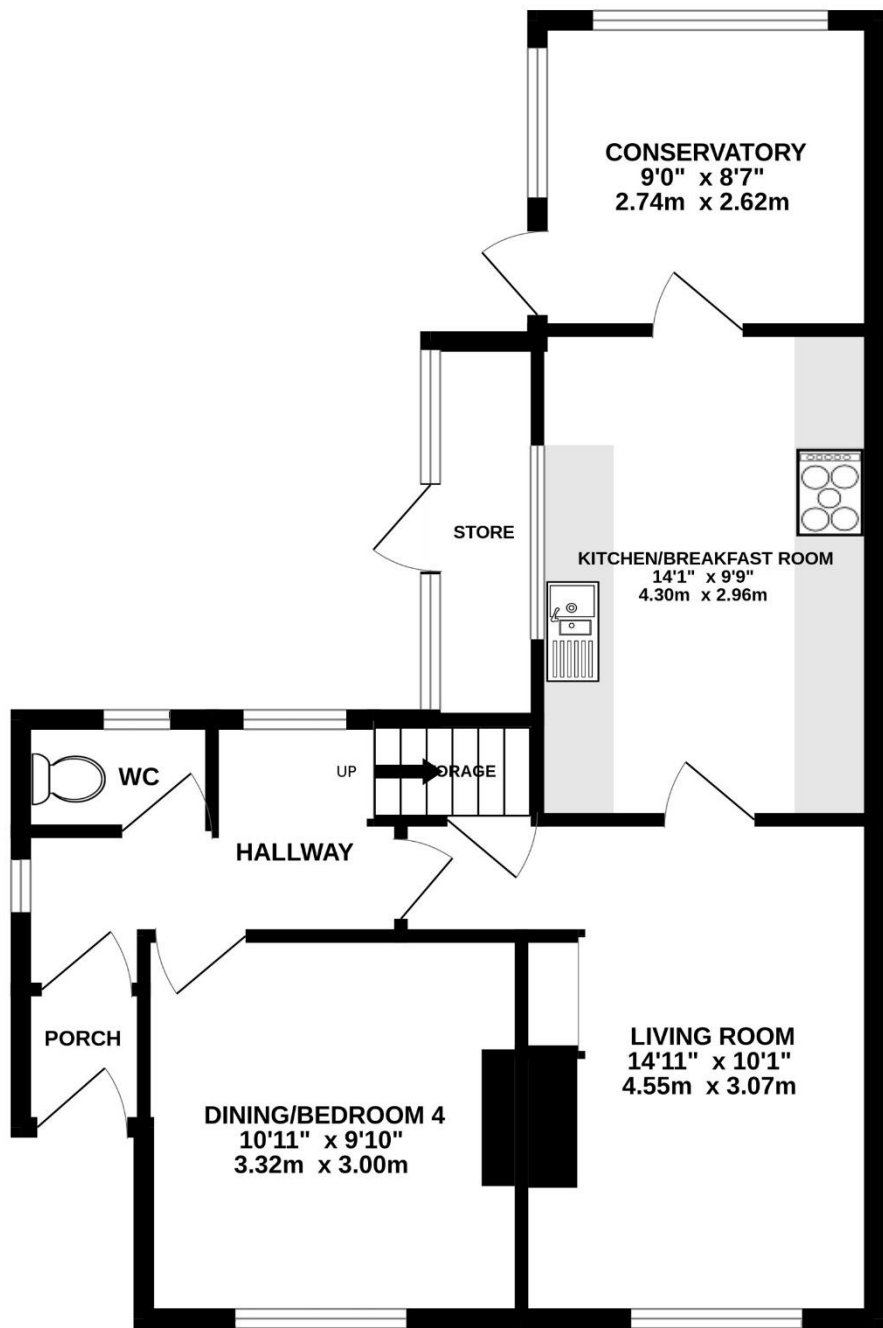 CONSERVATORY
9'0" x 8'7"
2.74m x 2.62m
STORE
KITCHEN/BREAKFAST ROOM
14'1" x 9'9"
4.30m x 2.96m
WC
UP
ORAGE
HALLWAY
PORCH
LIVING ROOM
14'11" x 10'1"
4.55m x 3.07m
DINING/BEDROOM 4
10'11" x 9'10"
3.32m x 3.00m